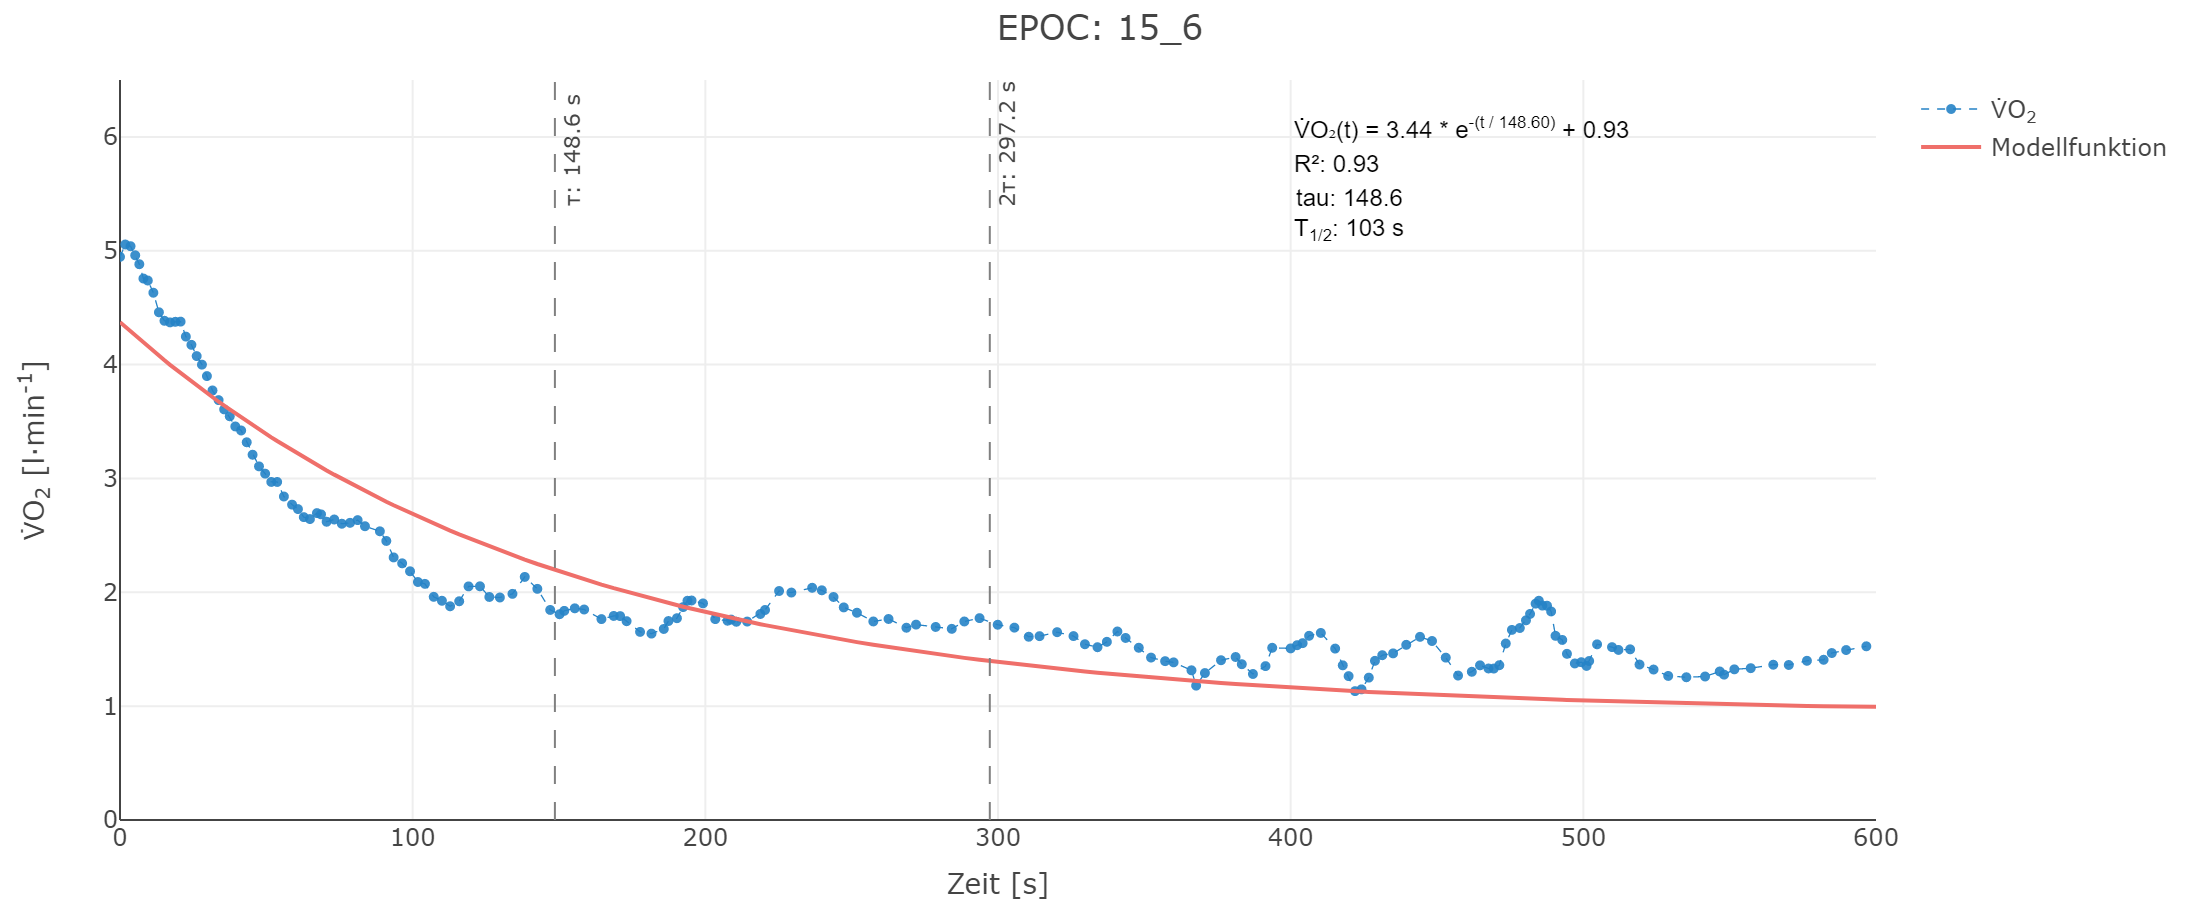 EPOC: 15_6
τ: 148.6 s
2τ: 297.2 s
V̇O₂(t) = 3.44 * e^-(t / 148.60) + 0.93
R²: 0.93
tau: 148.6
T1/2: 103 s
V̇O₂
Modellfunktion
V̇O₂ [l·min⁻¹]
6
5
4
3
2
1
0
0 100 200 300 400 500 600
Zeit [s]